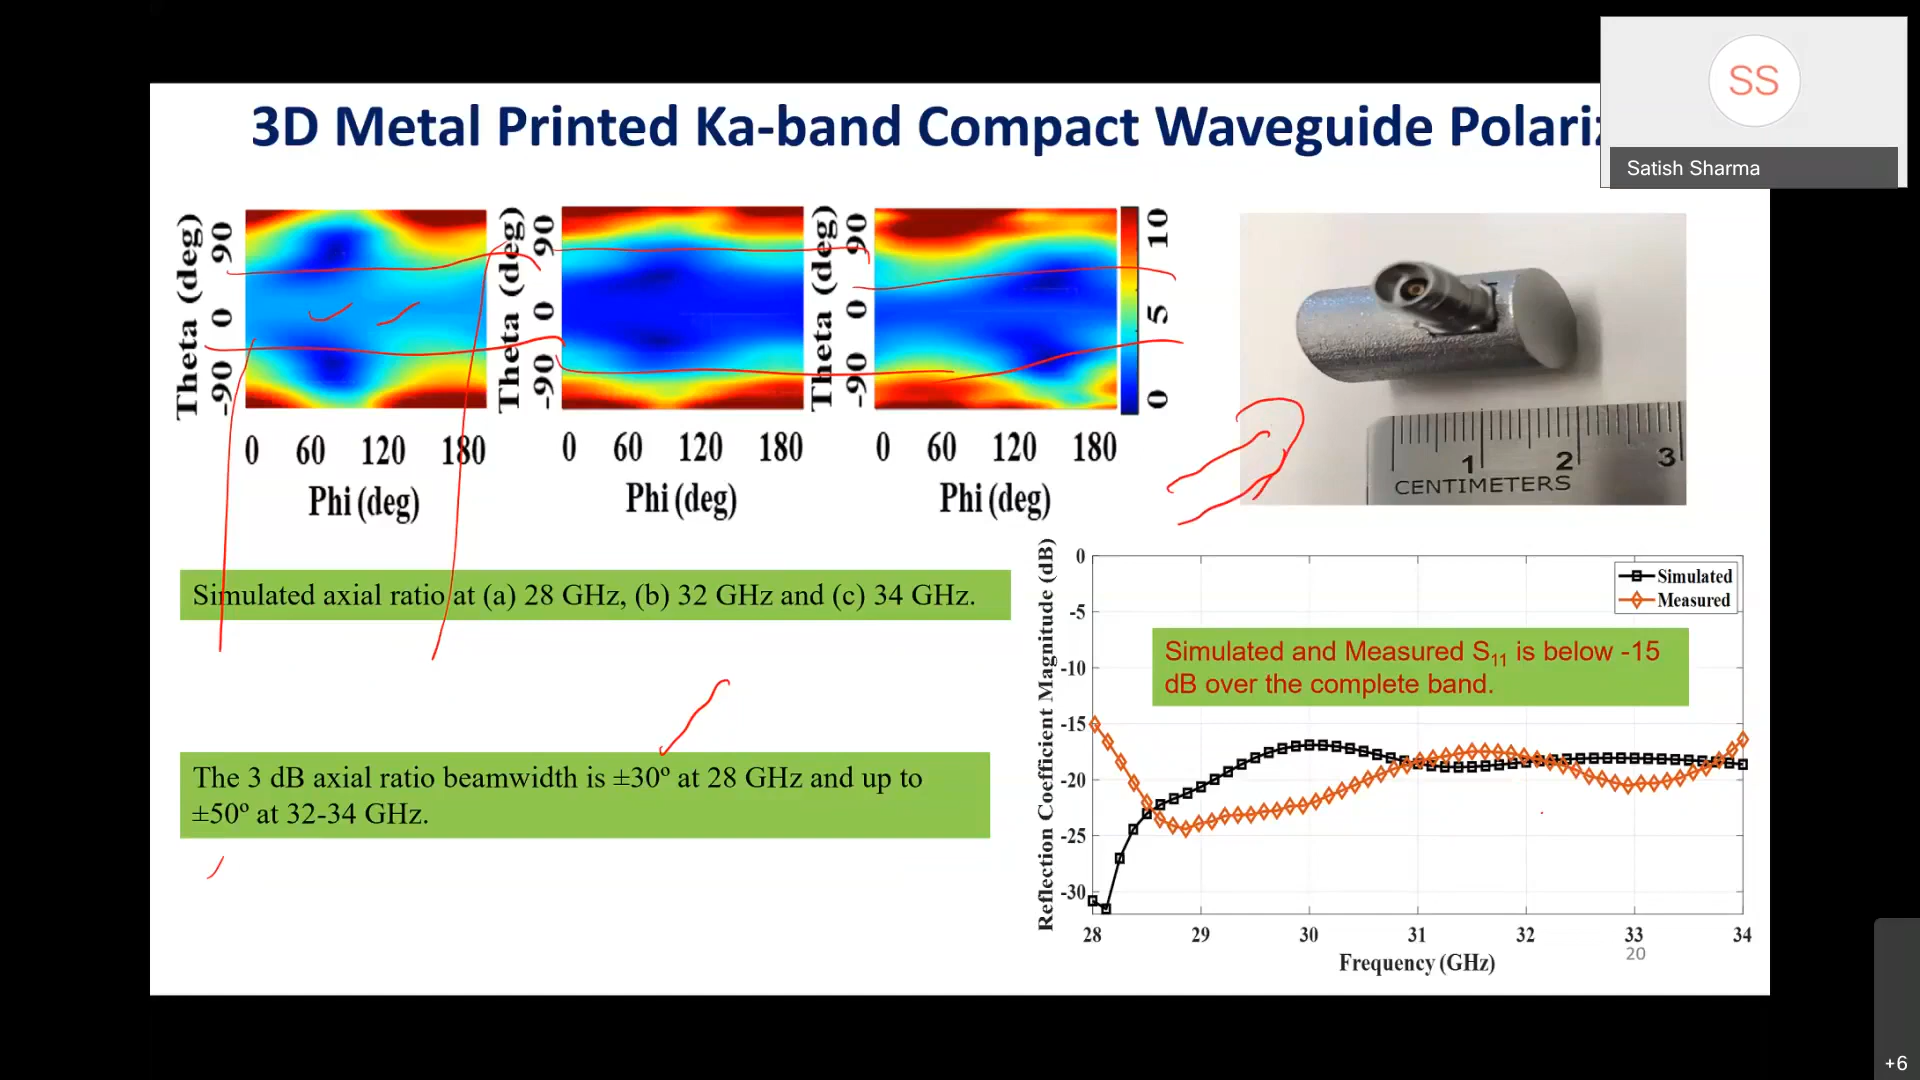 3D Metal Printed Ka-band Compact Waveguide
SS
Satish Sharma
Theta (deg)
90
0
-90
0 60 120 180
Phi (deg)
Theta (deg)
90
0
-90
0 60 120 180
Phi (deg)
Theta (deg)
90
0
-90
0 60 120 180
Phi (deg)
10
5
0
1 2 3
CENTIMETERS
Simulated axial ratio at (a) 28 GHz, (b) 32 GHz and (c) 34 GHz.
The 3 dB axial ratio beamwidth is ±30º at 28 GHz and up to
±50º at 32-34 GHz.
Reflection Coefficient Magnitude (dB)
0
-5
-10
-15
-20
-25
-30
Simulated
Measured
Simulated and Measured S11 is below -15
dB over the complete band.
28 29 30 31 32 33 34
Frequency (GHz)
20
+6